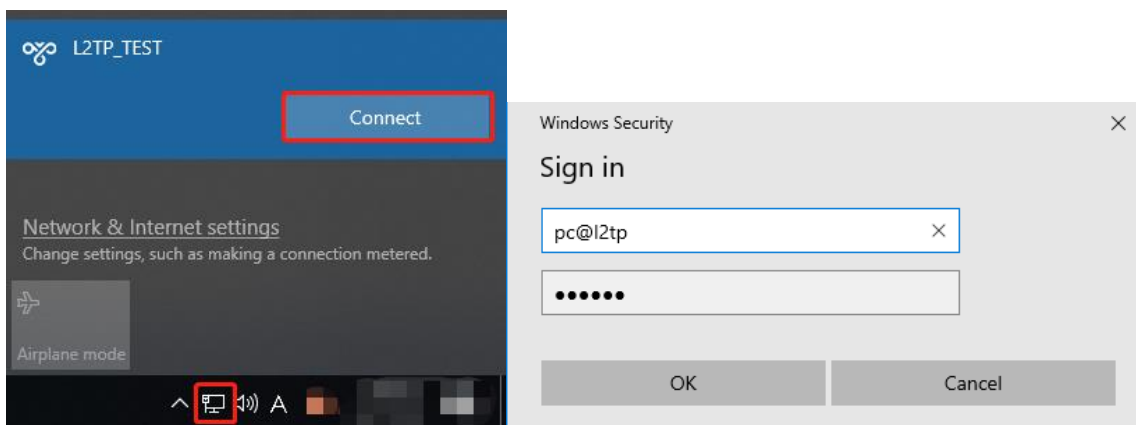 L2TP_TEST
Connect
Network & Internet settings
Change settings, such as making a connection metered.
Airplane mode
A
Windows Security
Sign in
pc@l2tp
OK
Cancel